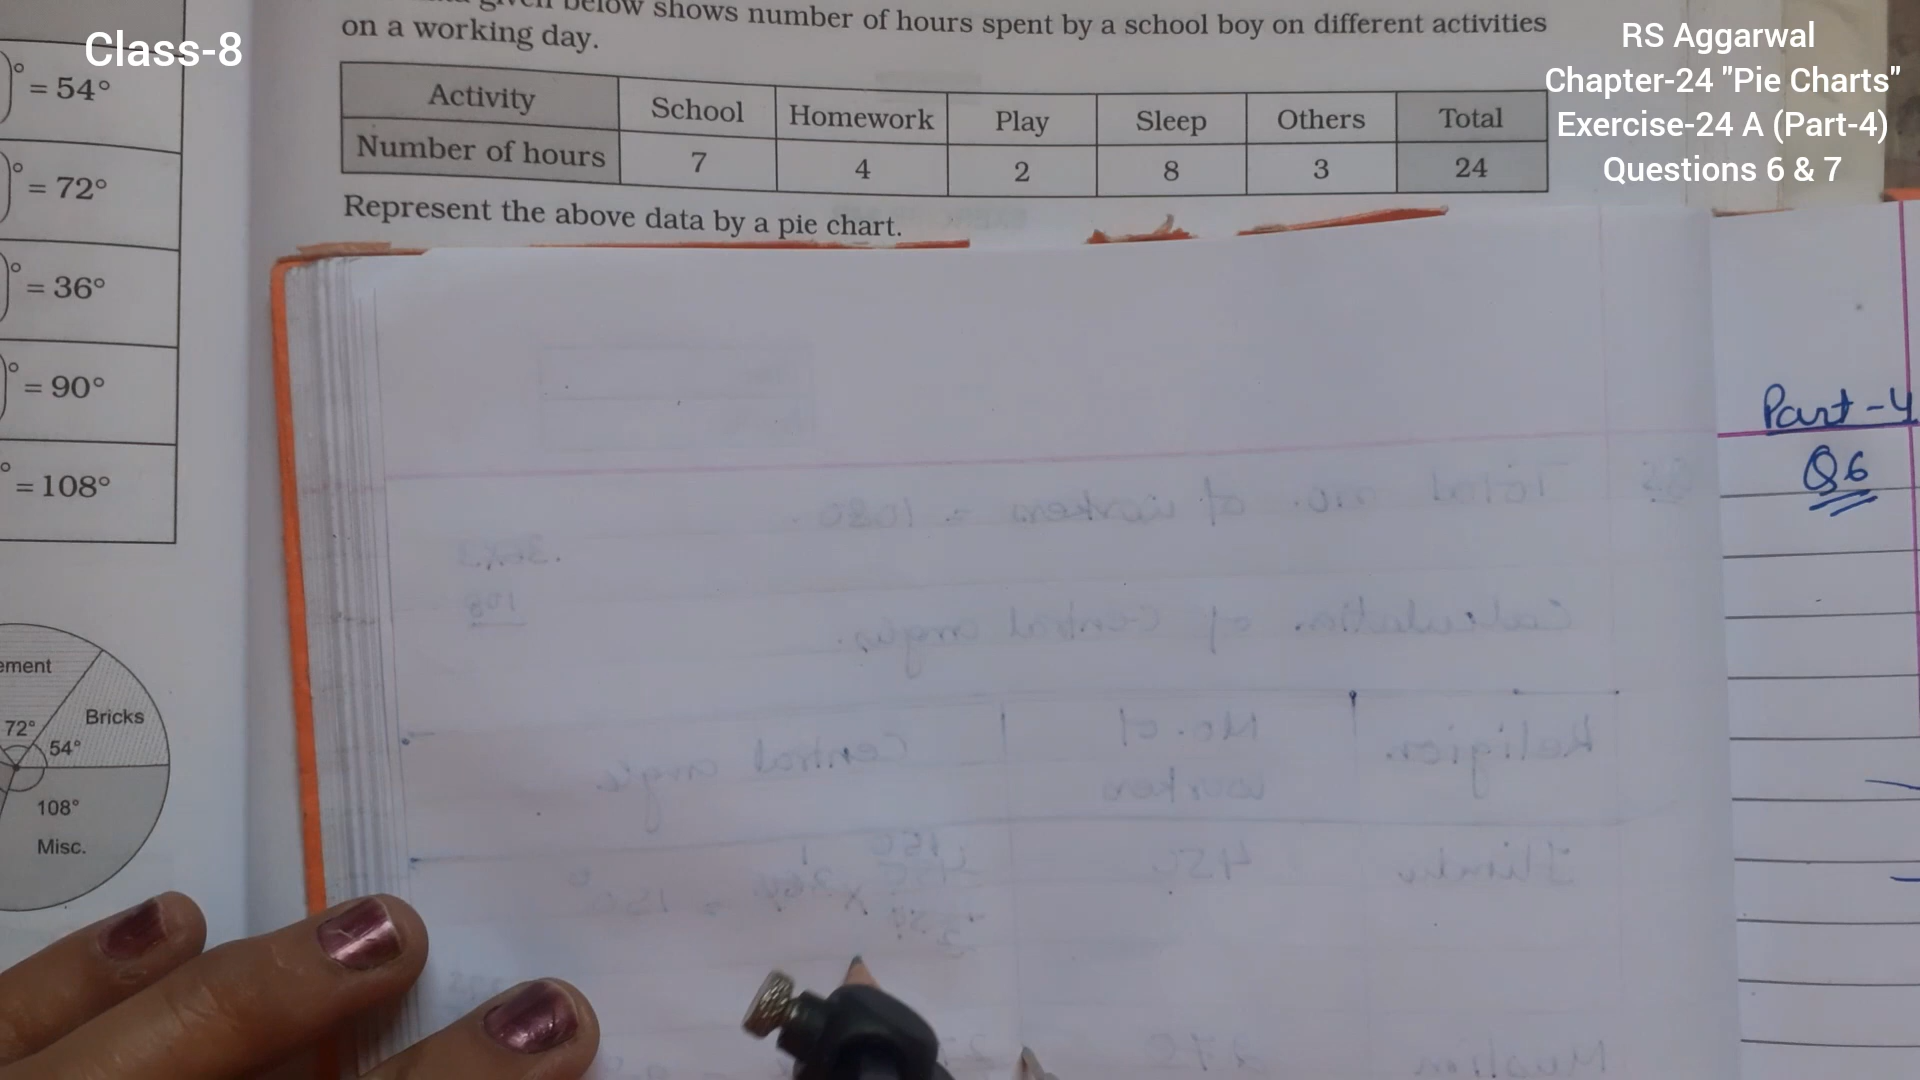 Class-8
RS Aggarwal
Chapter-24 "Pie Charts"
Exercise-24 A (Part-4)
Questions 6 & 7
below shows number of hours spent by a school boy on different activities
on a working day.
Activity School Homework Play Sleep Others Total
Number of hours 7 4 2 8 3 24
Represent the above data by a pie chart.
= 54°
= 72°
= 36°
= 90°
= 108°
Bricks
72°
54°
108°
Misc.
Part-4
Q6